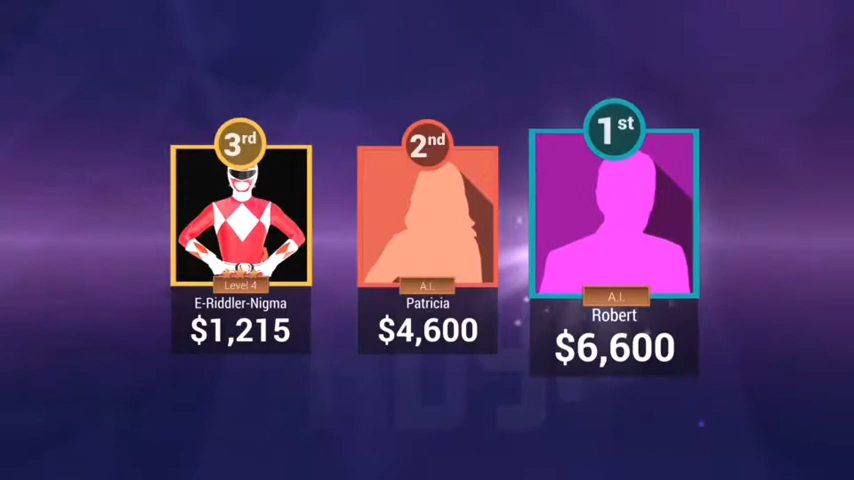 3rd
Level 4
E-Riddler-Nigma
$1,215
2nd
A.I.
Patricia
$4,600
1st
A.I.
Robert
$6,600